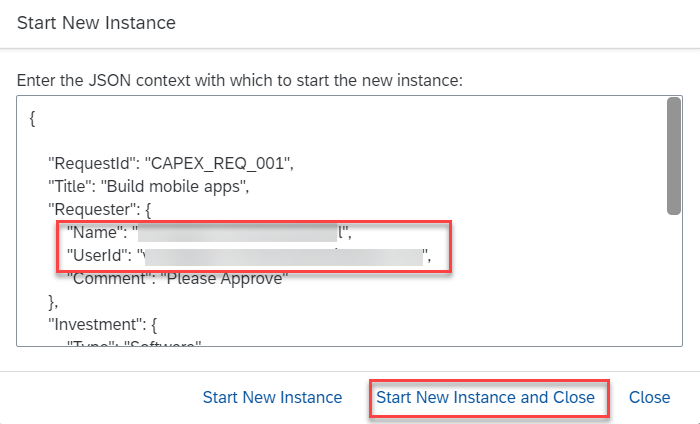 Start New Instance
Enter the JSON context with which to start the new instance:
{
"RequestId": "CAPEX_REQ_001",
"Title": "Build mobile apps",
"Requester": {
"Name": "
"UserId": "
"Comment": "Please Approve"
},
"Investment": {
"Type": "Software"
Start New Instance Start New Instance and Close Close